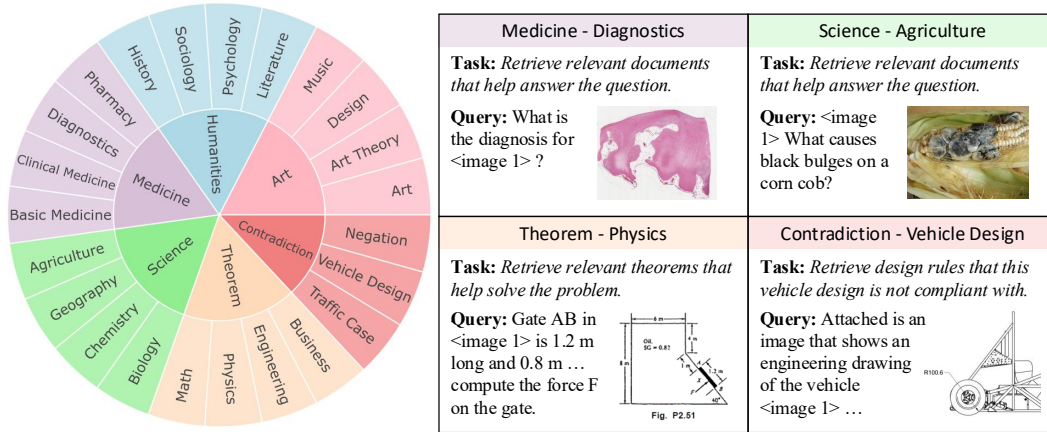 History
Sociology
Psychology
Literature
Music
Design
Art Theory
Art
Negation
Vehicle Design
Traffic Case
Business
Engineering
Physics
Math
Biology
Chemistry
Geography
Agriculture
Basic Medicine
Clinical Medicine
Diagnostics
Pharmacy
Humanities
Art
Contradiction
Theorem
Science
Medicine
Medicine - Diagnostics
Task: Retrieve relevant documents
that help answer the question.
Query: What is
the diagnosis for
<image 1> ?
Science - Agriculture
Task: Retrieve relevant documents
that help answer the question.
Query: <image
1> What causes
black bulges on a
corn cob?
Theorem - Physics
Task: Retrieve relevant theorems that
help solve the problem.
Query: Gate AB in
<image 1> is 1.2 m
long and 0.8 m ...
compute the force F
on the gate.
6 m
8 m
Oil,
4 m
1 m
1.2 m
40°
Fig. P2.51
Contradiction - Vehicle Design
Task: Retrieve design rules that this
vehicle design is not compliant with.
Query: Attached is an
image that shows an
engineering drawing
of the vehicle
<image 1> ...
R100.6